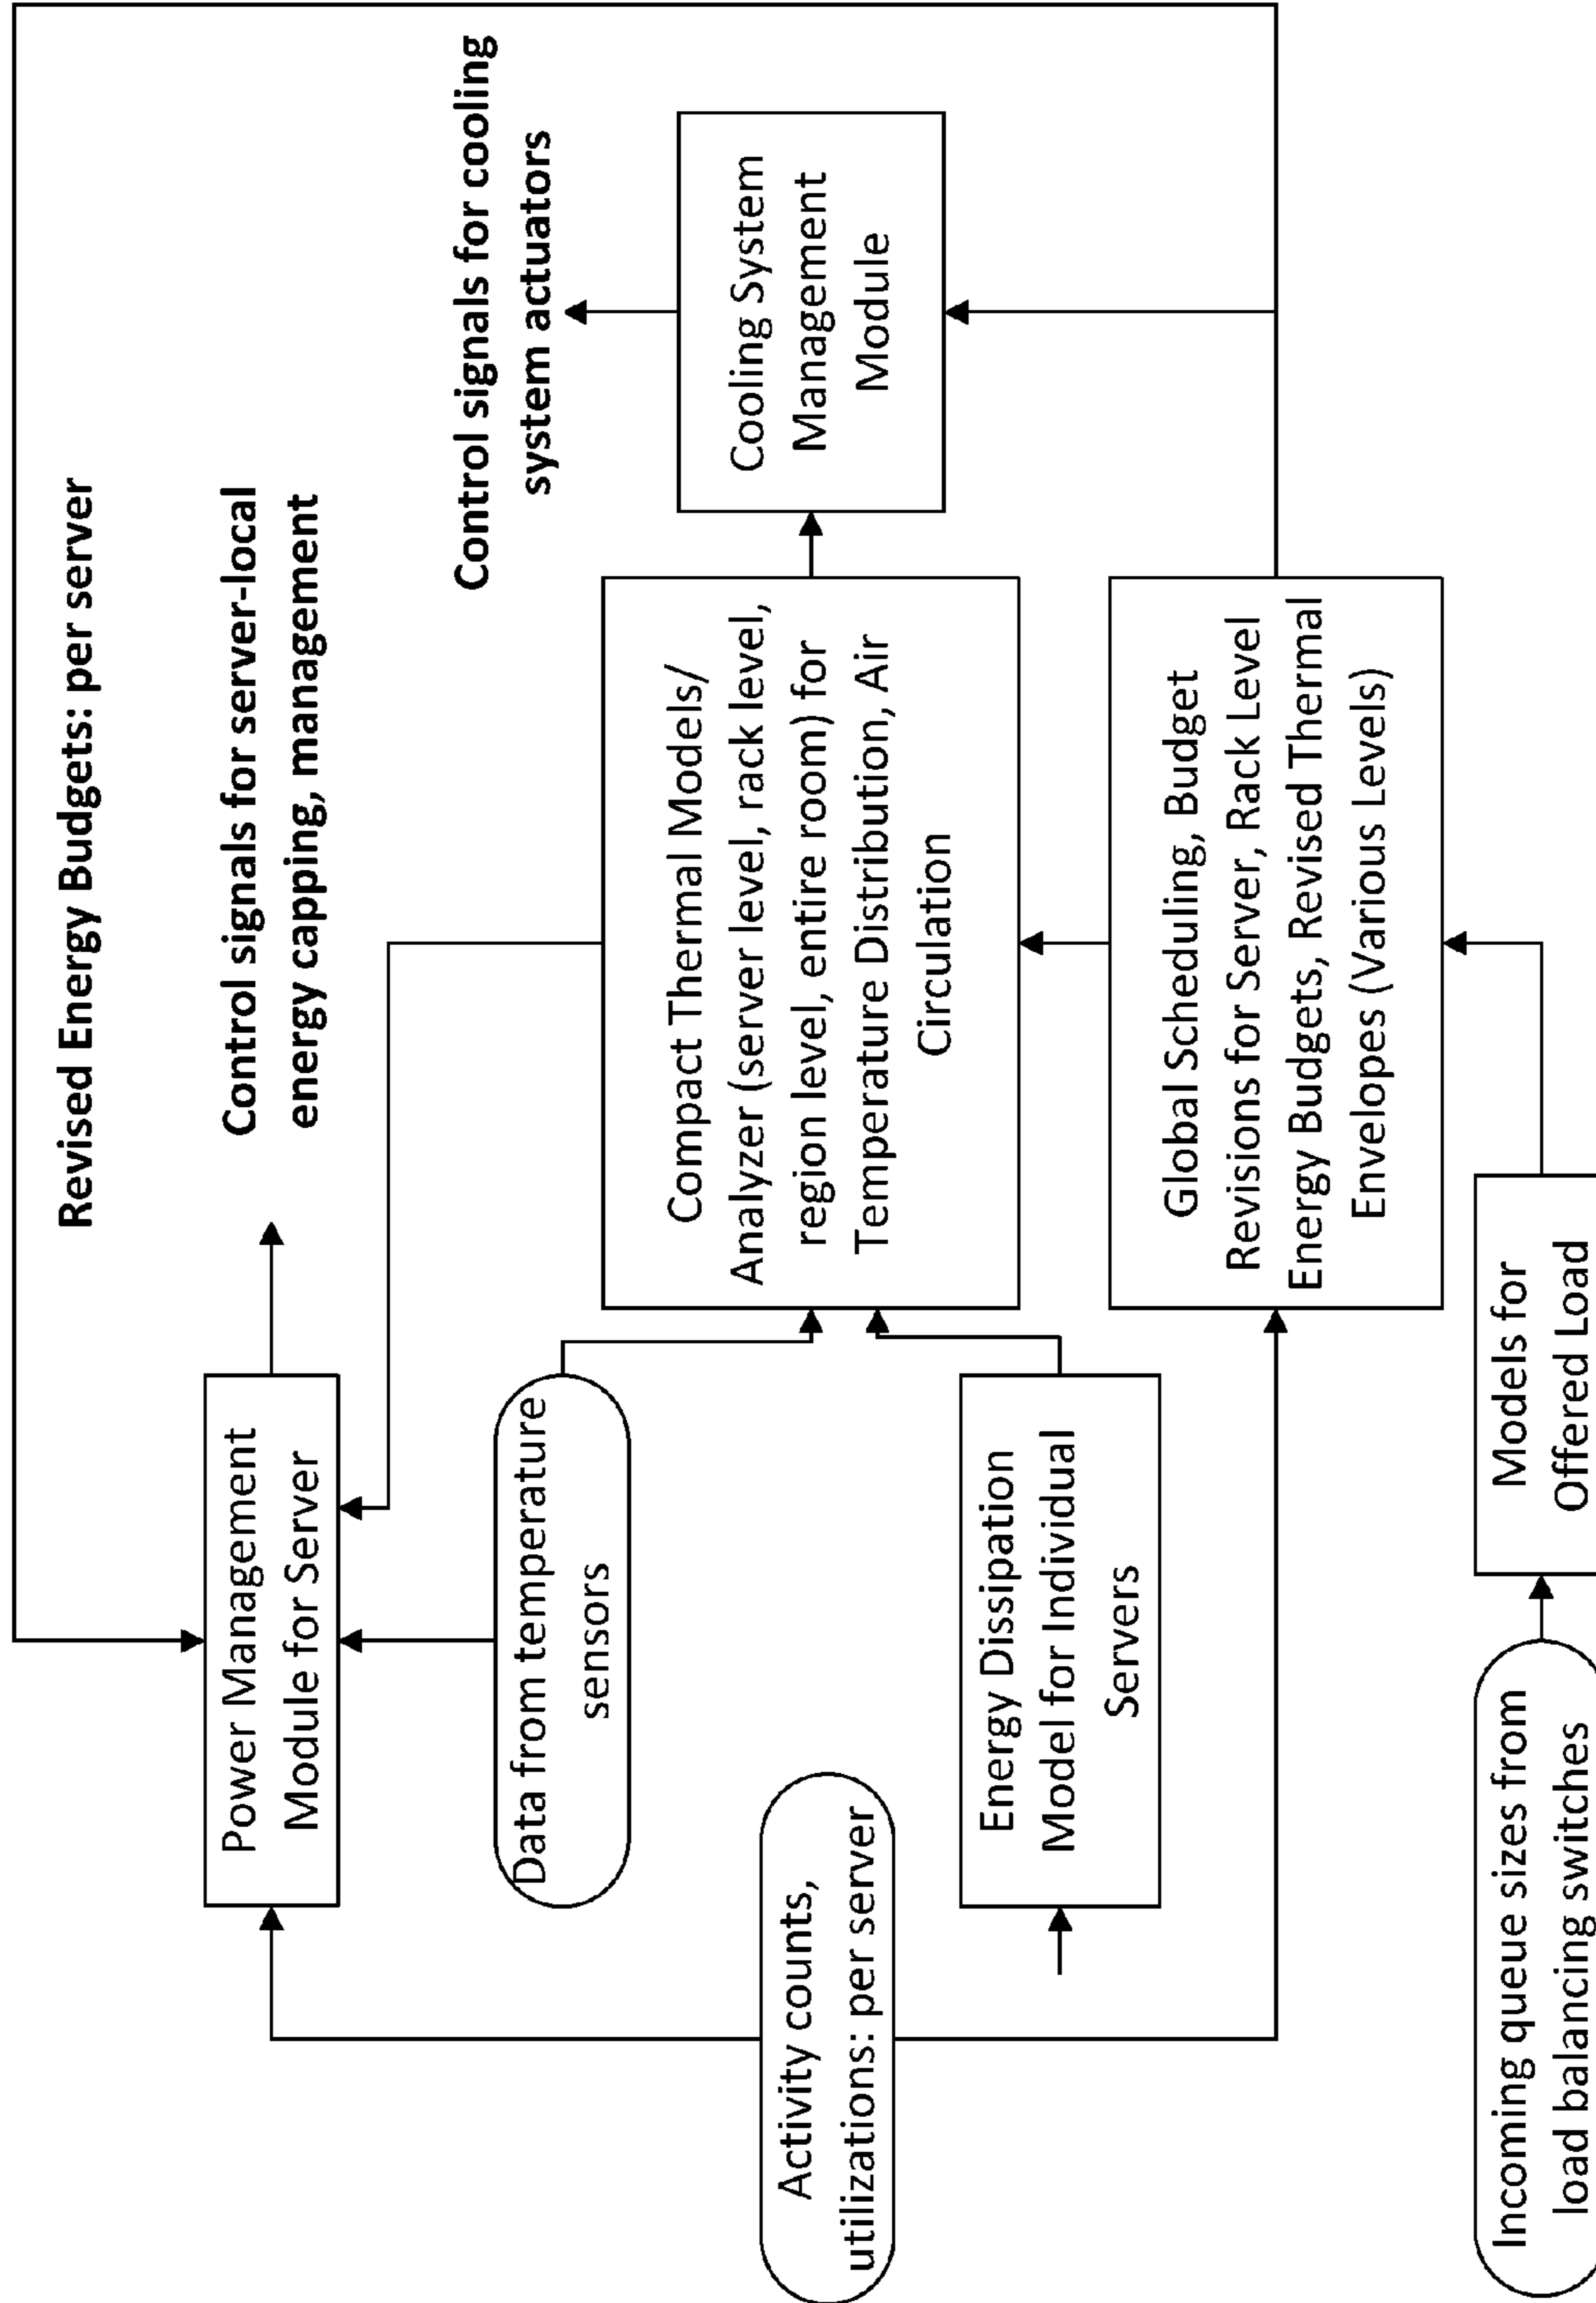 Revised Energy Budgets: per server
Power Management
Module for Server
Control signals for server-local
energy capping, management
Control signals for cooling
system actuators
Data from temperature
sensors
Compact Thermal Models/
Analyzer (server level, rack level,
region level, entire room) for
Temperature Distribution, Air
Circulation
Cooling System
Management
Module
Activity counts,
utilizations: per server
Energy Dissipation
Model for Individual
Servers
Global Scheduling, Budget
Revisions for Server, Rack Level
Energy Budgets, Revised Thermal
Envelopes (Various Levels)
Incoming queue sizes from
load balancing switches
Models for
Offered Load